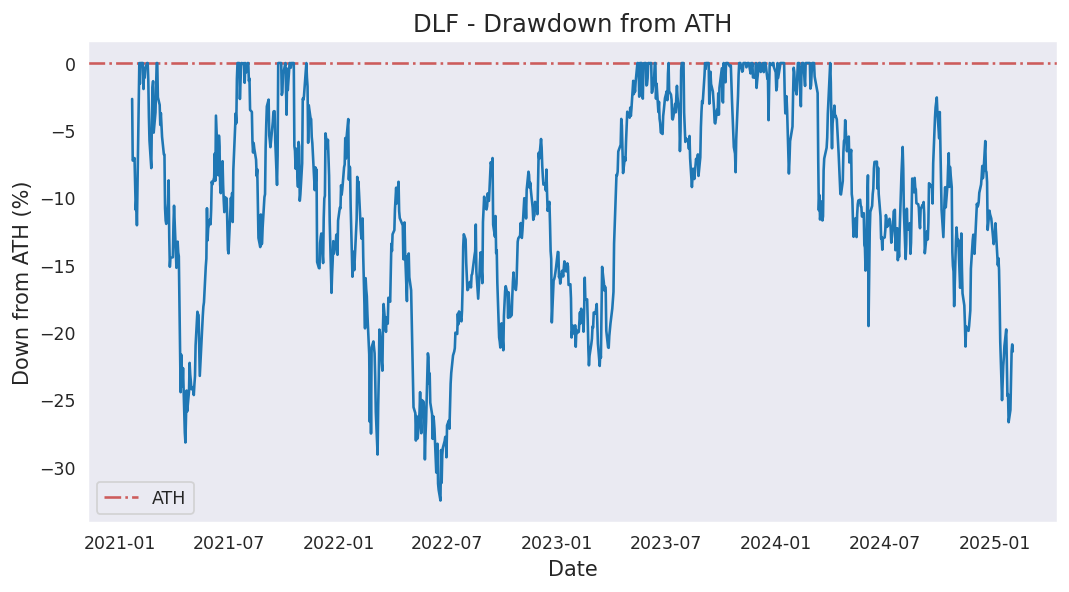 DLF - Drawdown from ATH
Down from ATH (%)
0
−5
−10
−15
−20
−25
−30
ATH
2021-01 2021-07 2022-01 2022-07 2023-01 2023-07 2024-01 2024-07 2025-01
Date